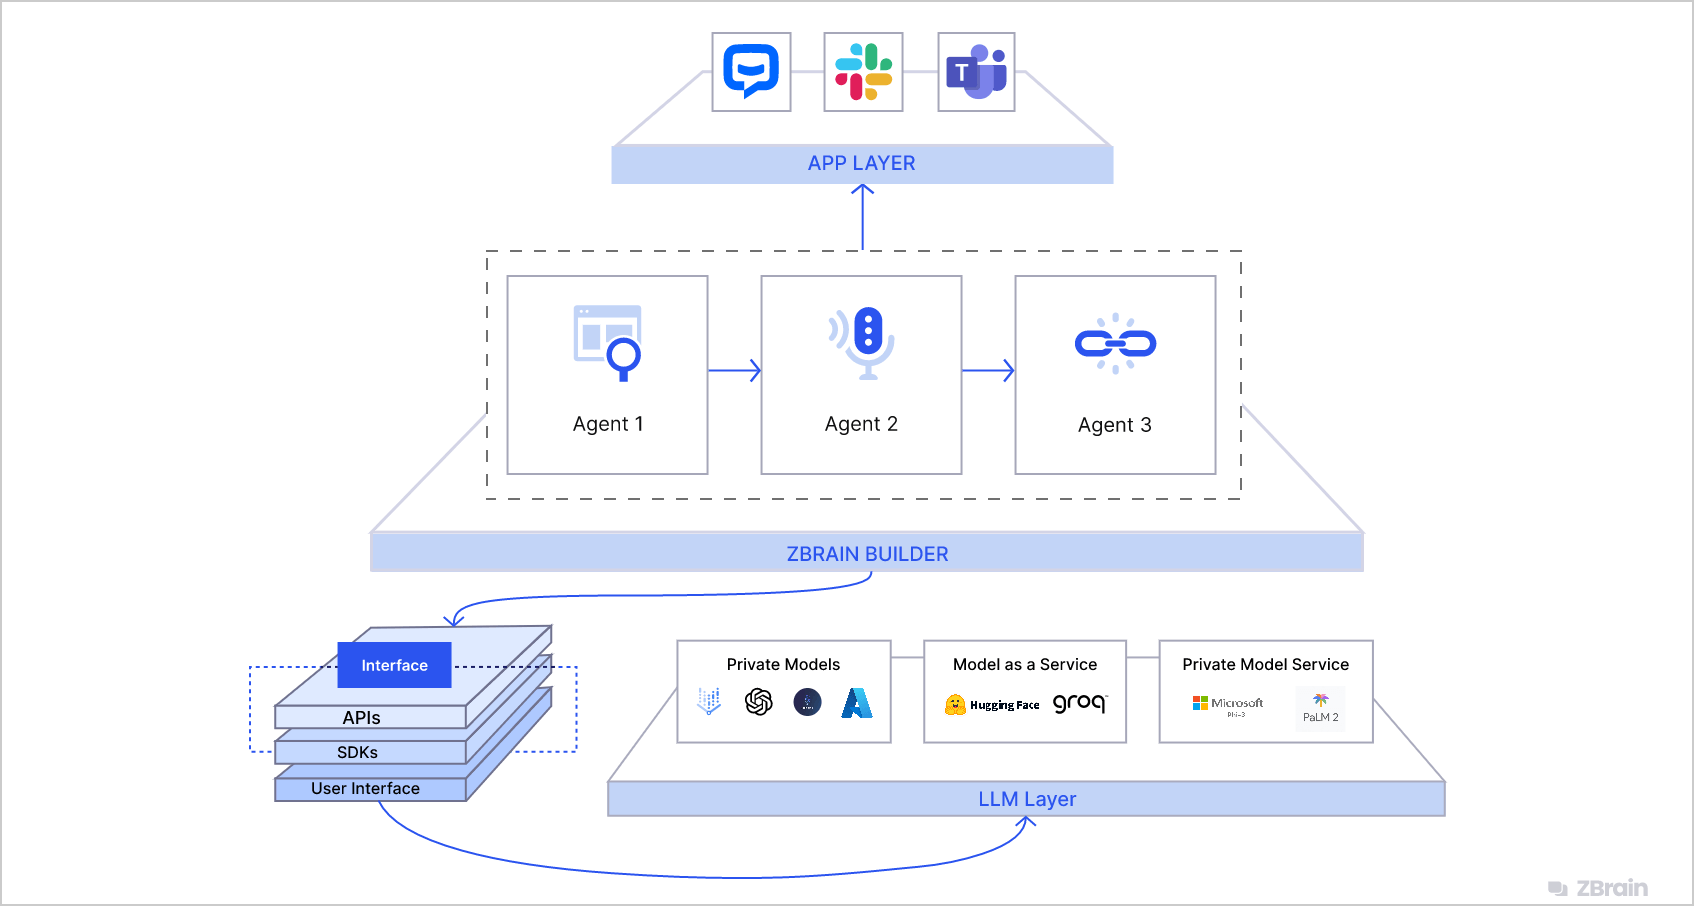 T
APP LAYER
Agent 1
Agent 2
Agent 3
ZBRAIN BUILDER
Interface
APIs
SDKs
User Interface
Private Models
Model as a Service
Hugging Face
groq
Private Model Service
Microsoft
Phi-3
PaLM 2
LLM Layer
ZBrain